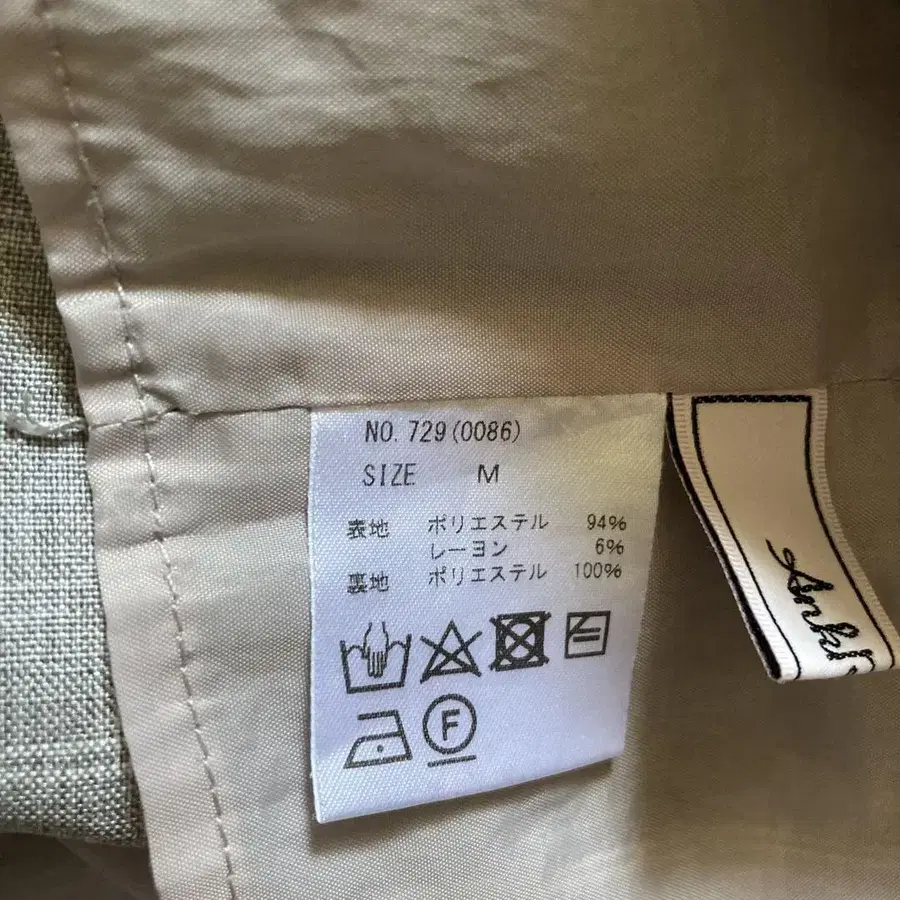 NO. 729(0086)
SIZE M
表地 ポリエステル 94%
レーヨン 6%
裏地 ポリエステル 100%
F